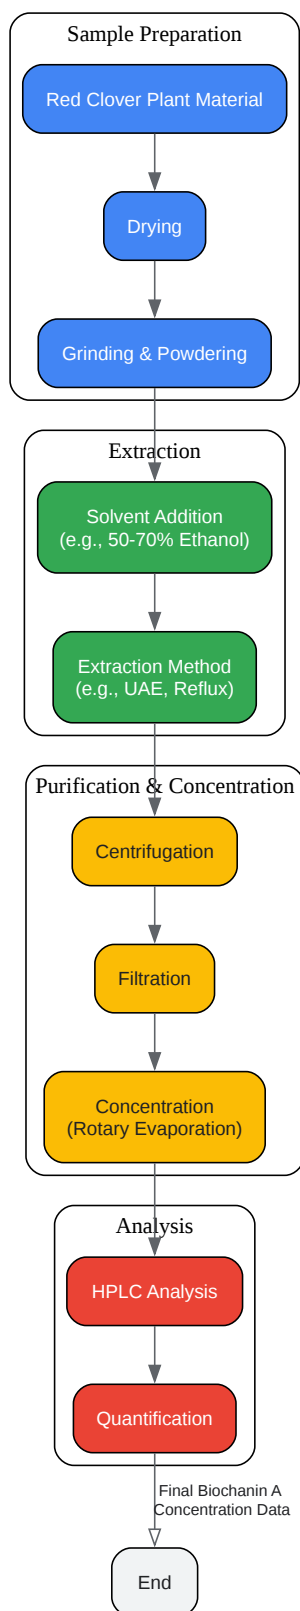 Sample Preparation
Red Clover Plant Material
Drying
Grinding & Powdering
Extraction
Solvent Addition
(e.g., 50-70% Ethanol)
Extraction Method
(e.g., UAE, Reflux)
Purification & Concentration
Centrifugation
Filtration
Concentration
(Rotary Evaporation)
Analysis
HPLC Analysis
Quantification
Final Biochanin A
Concentration Data
End